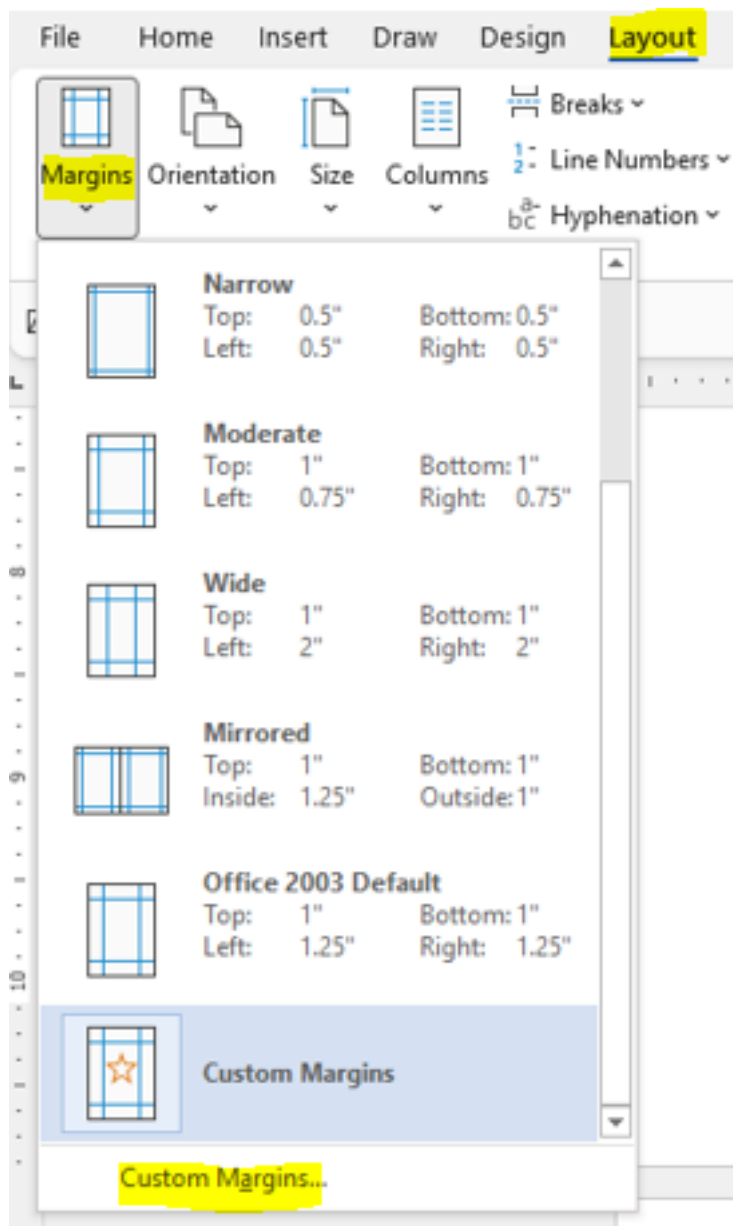 File Home Insert Draw Design Layout
Breaks
Margins Orientation Size Columns
Line Numbers
Hyphenation
Narrow
Top: 0.5" Bottom: 0.5"
Left: 0.5" Right: 0.5"
Moderate
Top: 1" Bottom: 1"
Left: 0.75" Right: 0.75"
Wide
Top: 1" Bottom: 1"
Left: 2" Right: 2"
Mirrored
Top: 1" Bottom: 1"
Inside: 1.25" Outside: 1"
Office 2003 Default
Top: 1" Bottom: 1"
Left: 1.25" Right: 1.25"
Custom Margins
Custom Margins...
8
9
10